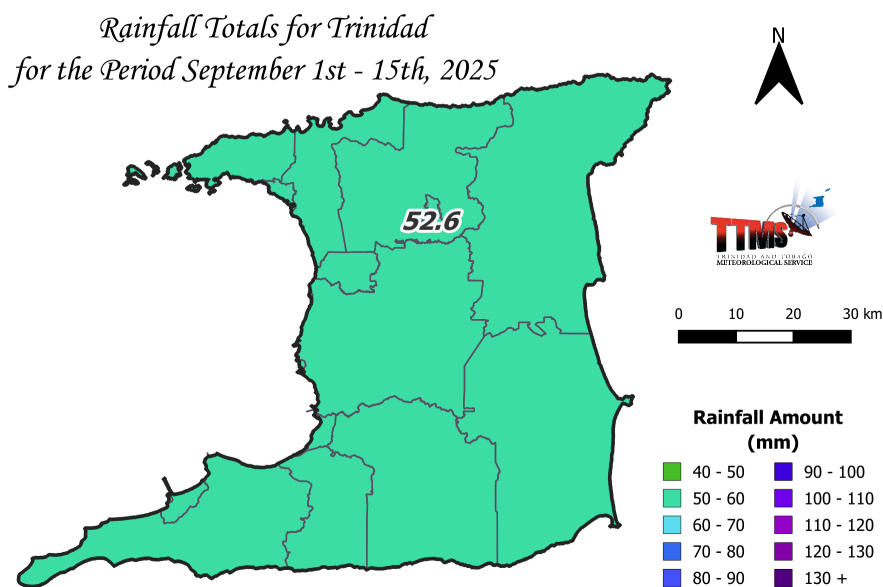 Rainfall Totals for Trinidad
for the Period September 1st - 15th, 2025
N
52.6
TTMS
TRINIDAD AND TOBAGO
METEOROLOGICAL SERVICE
0 10 20 30 km
Rainfall Amount
(mm)
40 - 50 90 - 100
50 - 60 100 - 110
60 - 70 110 - 120
70 - 80 120 - 130
80 - 90 130 +